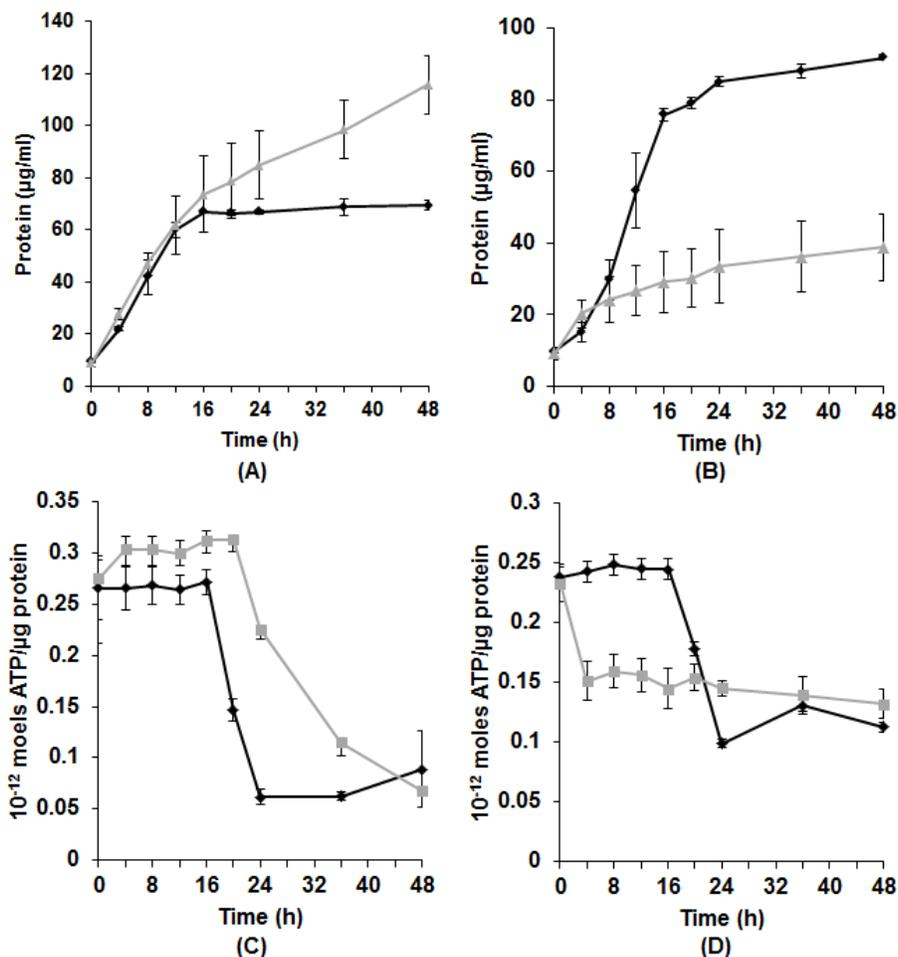 140
120
100
80
60
40
20
0
Protein (µg/ml)
0 8 16 24 32 40 48
Time (h)
(A)
100
80
60
40
20
0
Protein (µg/ml)
0 8 16 24 32 40 48
Time (h)
(B)
0.35
0.3
0.25
0.2
0.15
0.1
0.05
0
10⁻¹² moels ATP/µg protein
0 8 16 24 32 40 48
Time (h)
(C)
0.3
0.25
0.2
0.15
0.1
0.05
0
10⁻¹² moles ATP/µg protein
0 8 16 24 32 40 48
Time (h)
(D)